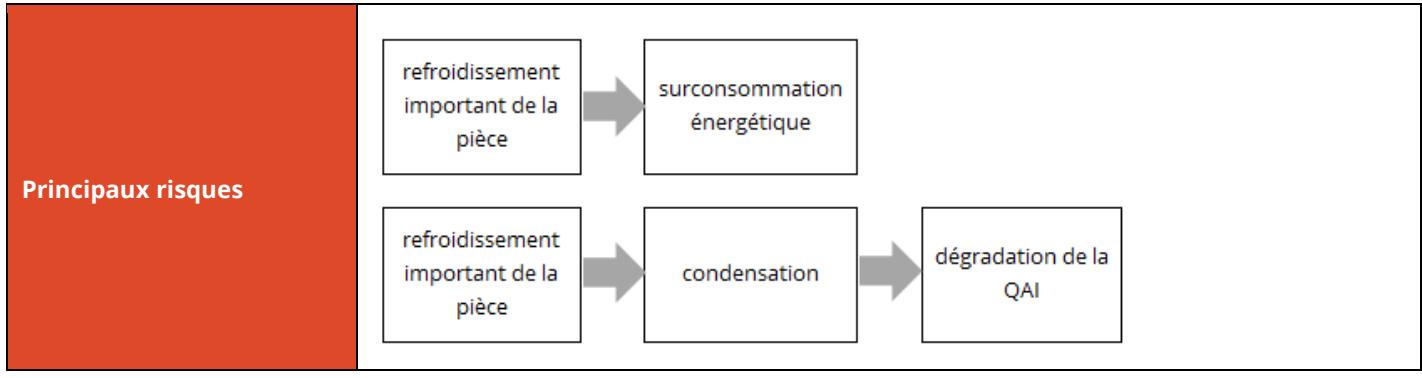 Principaux risques
refroidissement
important de la
pièce
surconsommation
énergétique
refroidissement
important de la
pièce
condensation
dégradation de la
QAI